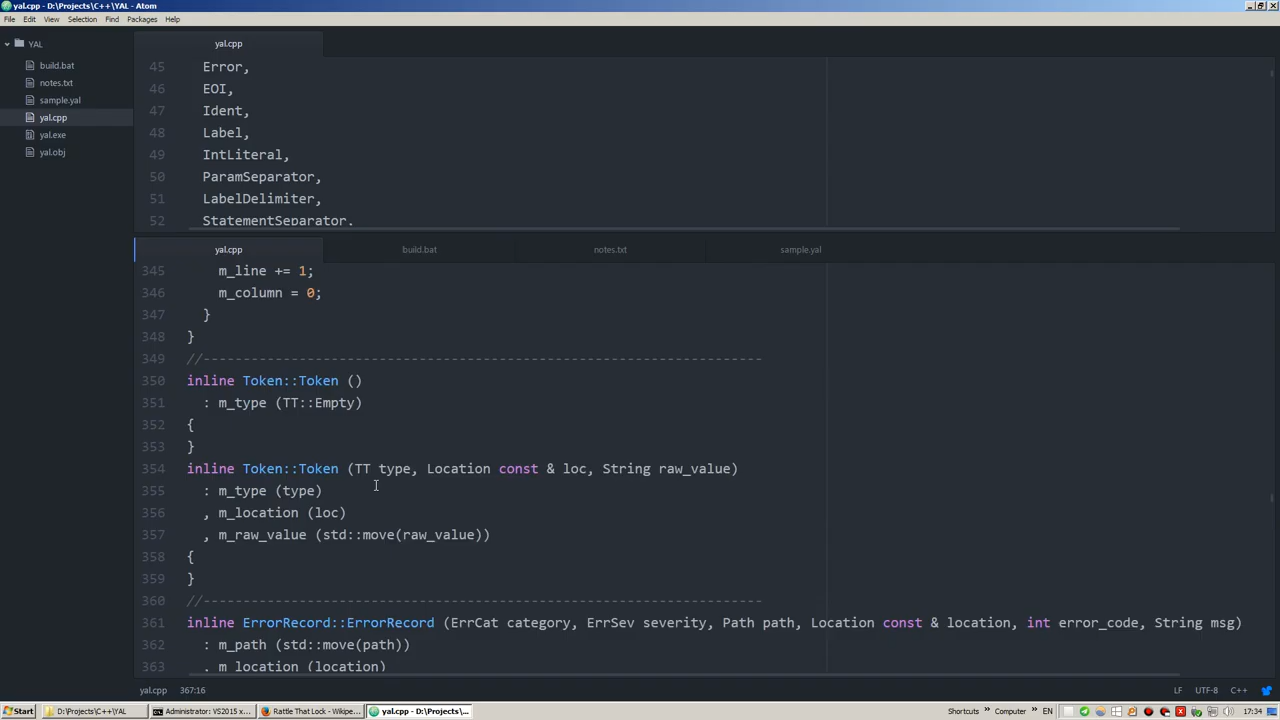 yal.cpp - D:\Projects\C++\YAL - Atom
File Edit View Selection Find Packages Help
YAL
build.bat
notes.txt
sample.yal
yal.cpp
yal.exe
yal.obj
yal.cpp
45 Error,
46 EOI,
47 Ident,
48 Label,
49 IntLiteral,
50 ParamSeparator,
51 LabelDelimiter,
52 StatementSeparator.
yal.cpp build.bat notes.txt sample.yal
345 m_line += 1;
346 m_column = 0;
347 }
348 }
349 //-----------------------------------------------------------------------
350 inline Token::Token ()
351 : m_type (TT::Empty)
352 {
353 }
354 inline Token::Token (TT type, Location const & loc, String raw_value)
355 : m_type (type)
356 , m_location (loc)
357 , m_raw_value (std::move(raw_value))
358 {
359 }
360 //-----------------------------------------------------------------------
361 inline ErrorRecord::ErrorRecord (ErrCat category, ErrSev severity, Path path, Location const & location, int error_code, String msg)
362 : m_path (std::move(path))
363 . m_location (location)
yal.cpp 367:16 LF UTF-8 C++
Start D:\Projects\C++\YAL Administrator: VS2015 x... Rattle That Lock - Wikipe... yal.cpp - D:\Projects\C... Shortcuts » Computer » EN 17:34